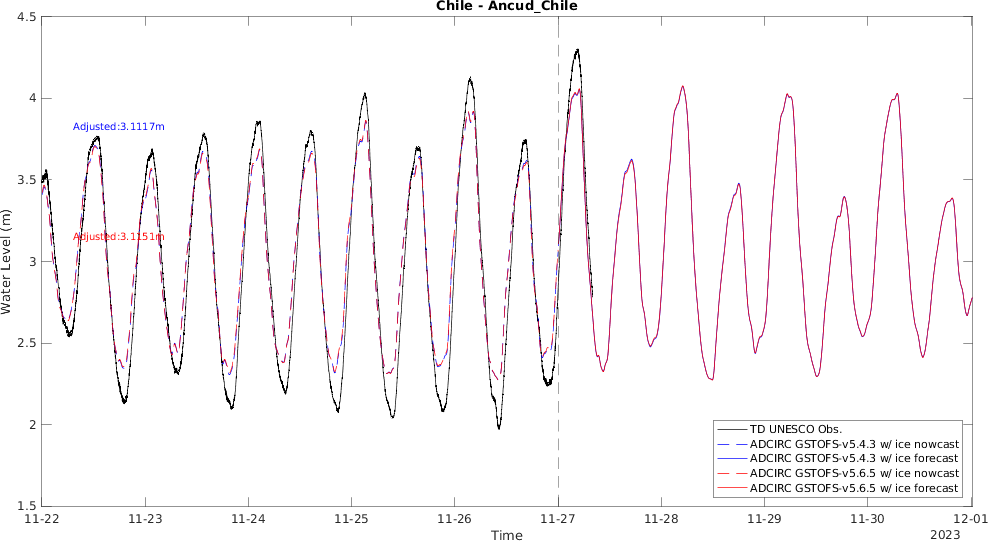 Chile - Ancud_Chile
4.5
4
3.5
3
2.5
2
1.5
Water Level (m)
Adjusted:3.1117m
Adjusted:3.1151m
TD UNESCO Obs.
ADCIRC GSTOFS-v5.4.3 w/ ice nowcast
ADCIRC GSTOFS-v5.4.3 w/ ice forecast
ADCIRC GSTOFS-v5.6.5 w/ ice nowcast
ADCIRC GSTOFS-v5.6.5 w/ ice forecast
11-22 11-23 11-24 11-25 11-26 11-27 11-28 11-29 11-30 12-01
Time
2023